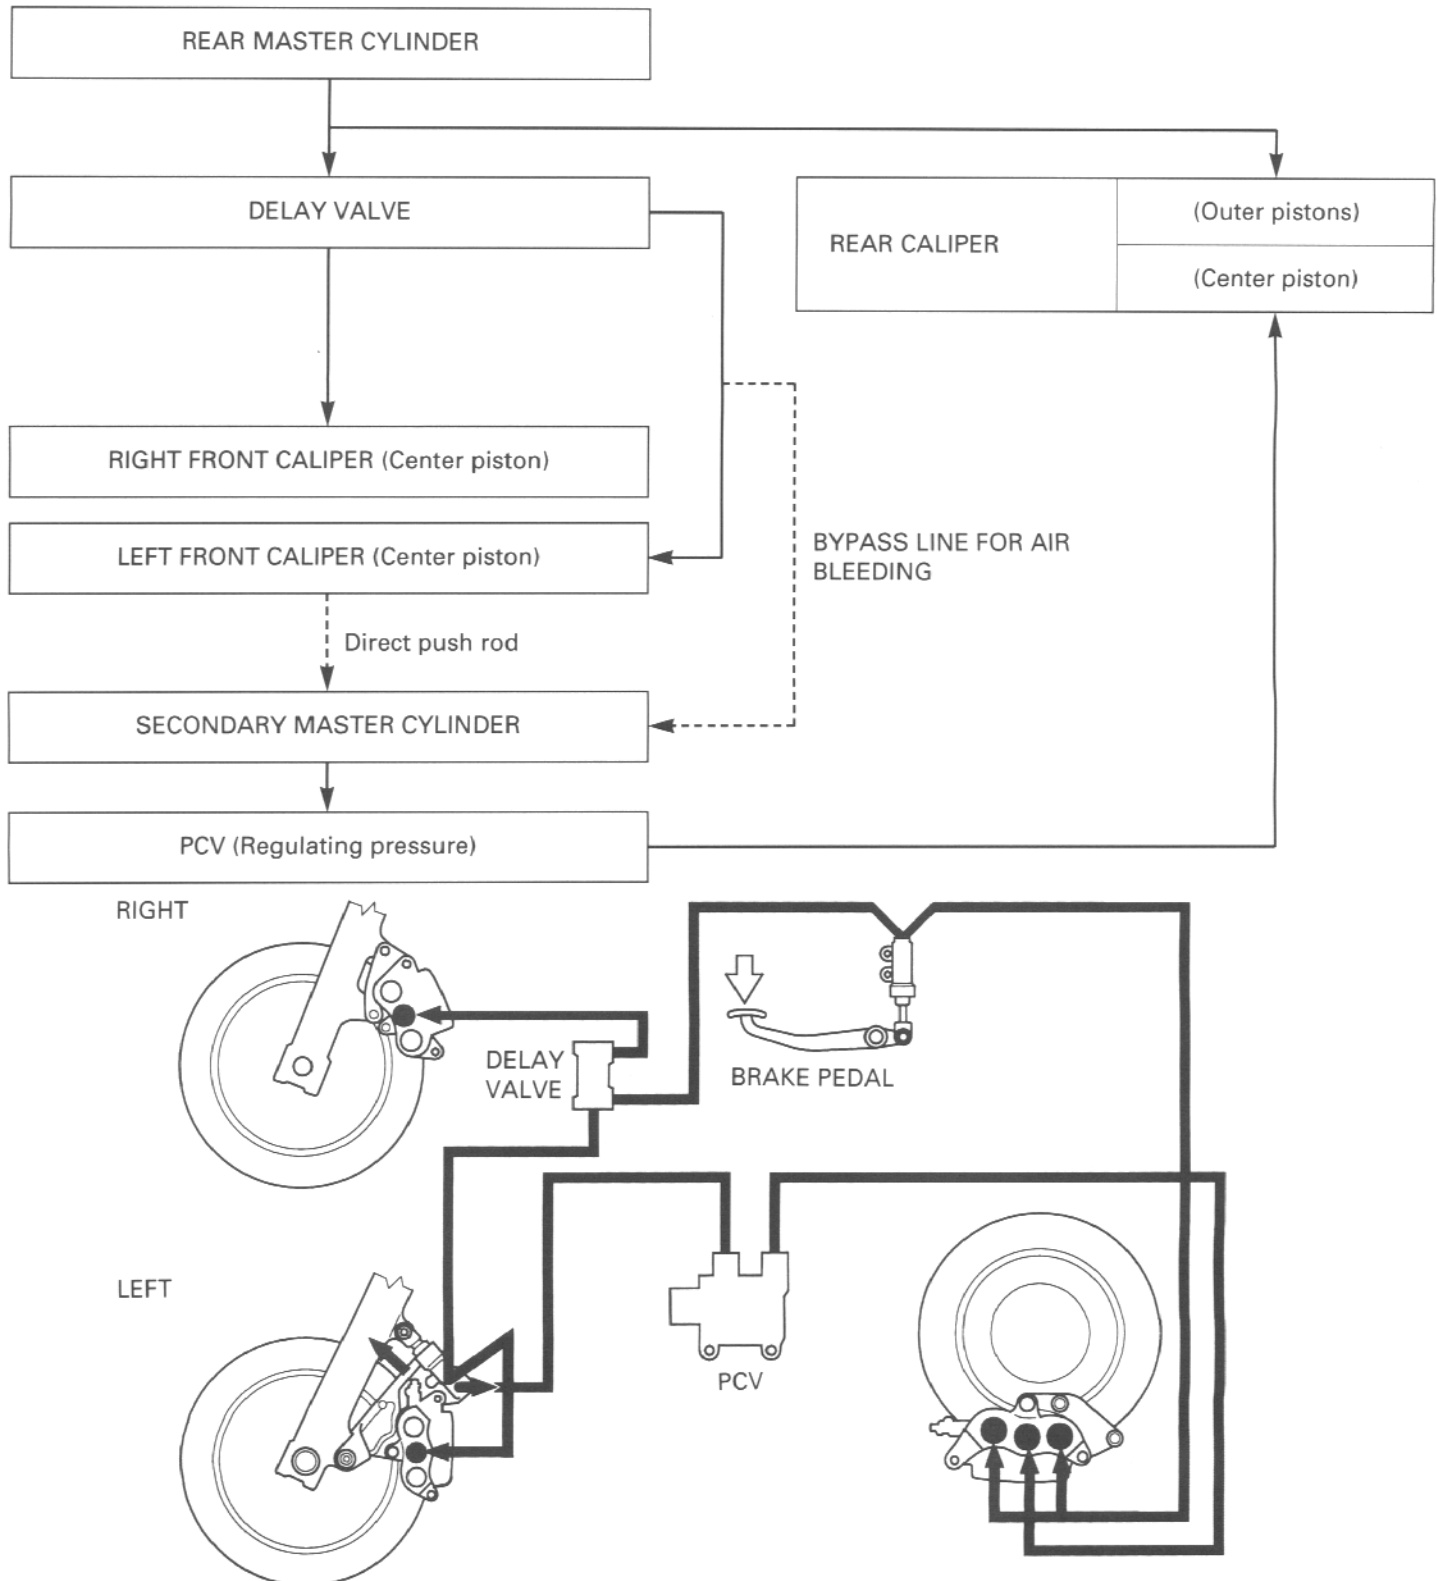 REAR MASTER CYLINDER
DELAY VALVE
REAR CALIPER
(Outer pistons)
(Center piston)
RIGHT FRONT CALIPER (Center piston)
LEFT FRONT CALIPER (Center piston)
BYPASS LINE FOR AIR
BLEEDING
Direct push rod
SECONDARY MASTER CYLINDER
PCV (Regulating pressure)
RIGHT
DELAY
VALVE
BRAKE PEDAL
LEFT
PCV